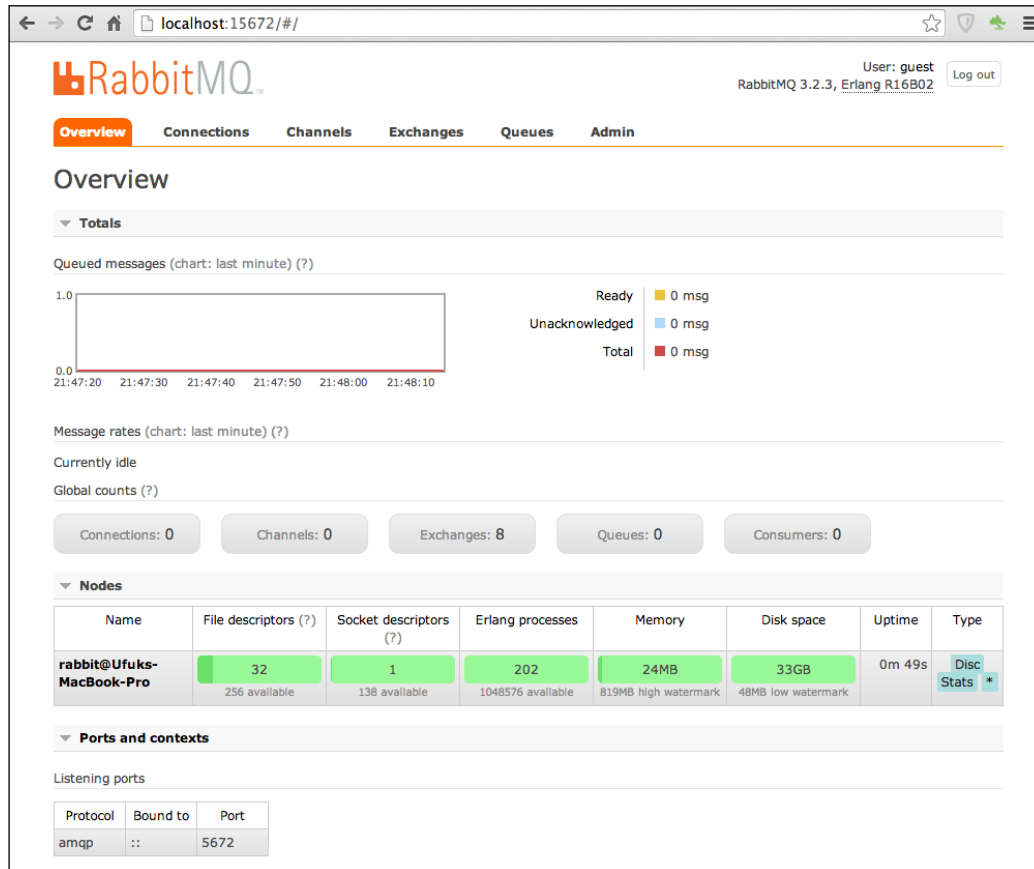 localhost:15672/#/
RabbitMQ™
User: guest
RabbitMQ 3.2.3, Erlang R16B02
Log out
Overview Connections Channels Exchanges Queues Admin
Overview
Totals
Queued messages (chart: last minute) (?)
1.0
0.0
21:47:20 21:47:30 21:47:40 21:47:50 21:48:00 21:48:10
Ready 0 msg
Unacknowledged 0 msg
Total 0 msg
Message rates (chart: last minute) (?)
Currently idle
Global counts (?)
Connections: 0 Channels: 0 Exchanges: 8 Queues: 0 Consumers: 0
Nodes
Name File descriptors (?) Socket descriptors (?) Erlang processes Memory Disk space Uptime Type
rabbit@Ufuks-MacBook-Pro 32 1 202 24MB 33GB 0m 49s Disc Stats *
256 available 138 available 1048576 available 819MB high watermark 48MB low watermark
Ports and contexts
Listening ports
Protocol Bound to Port
amqp :: 5672